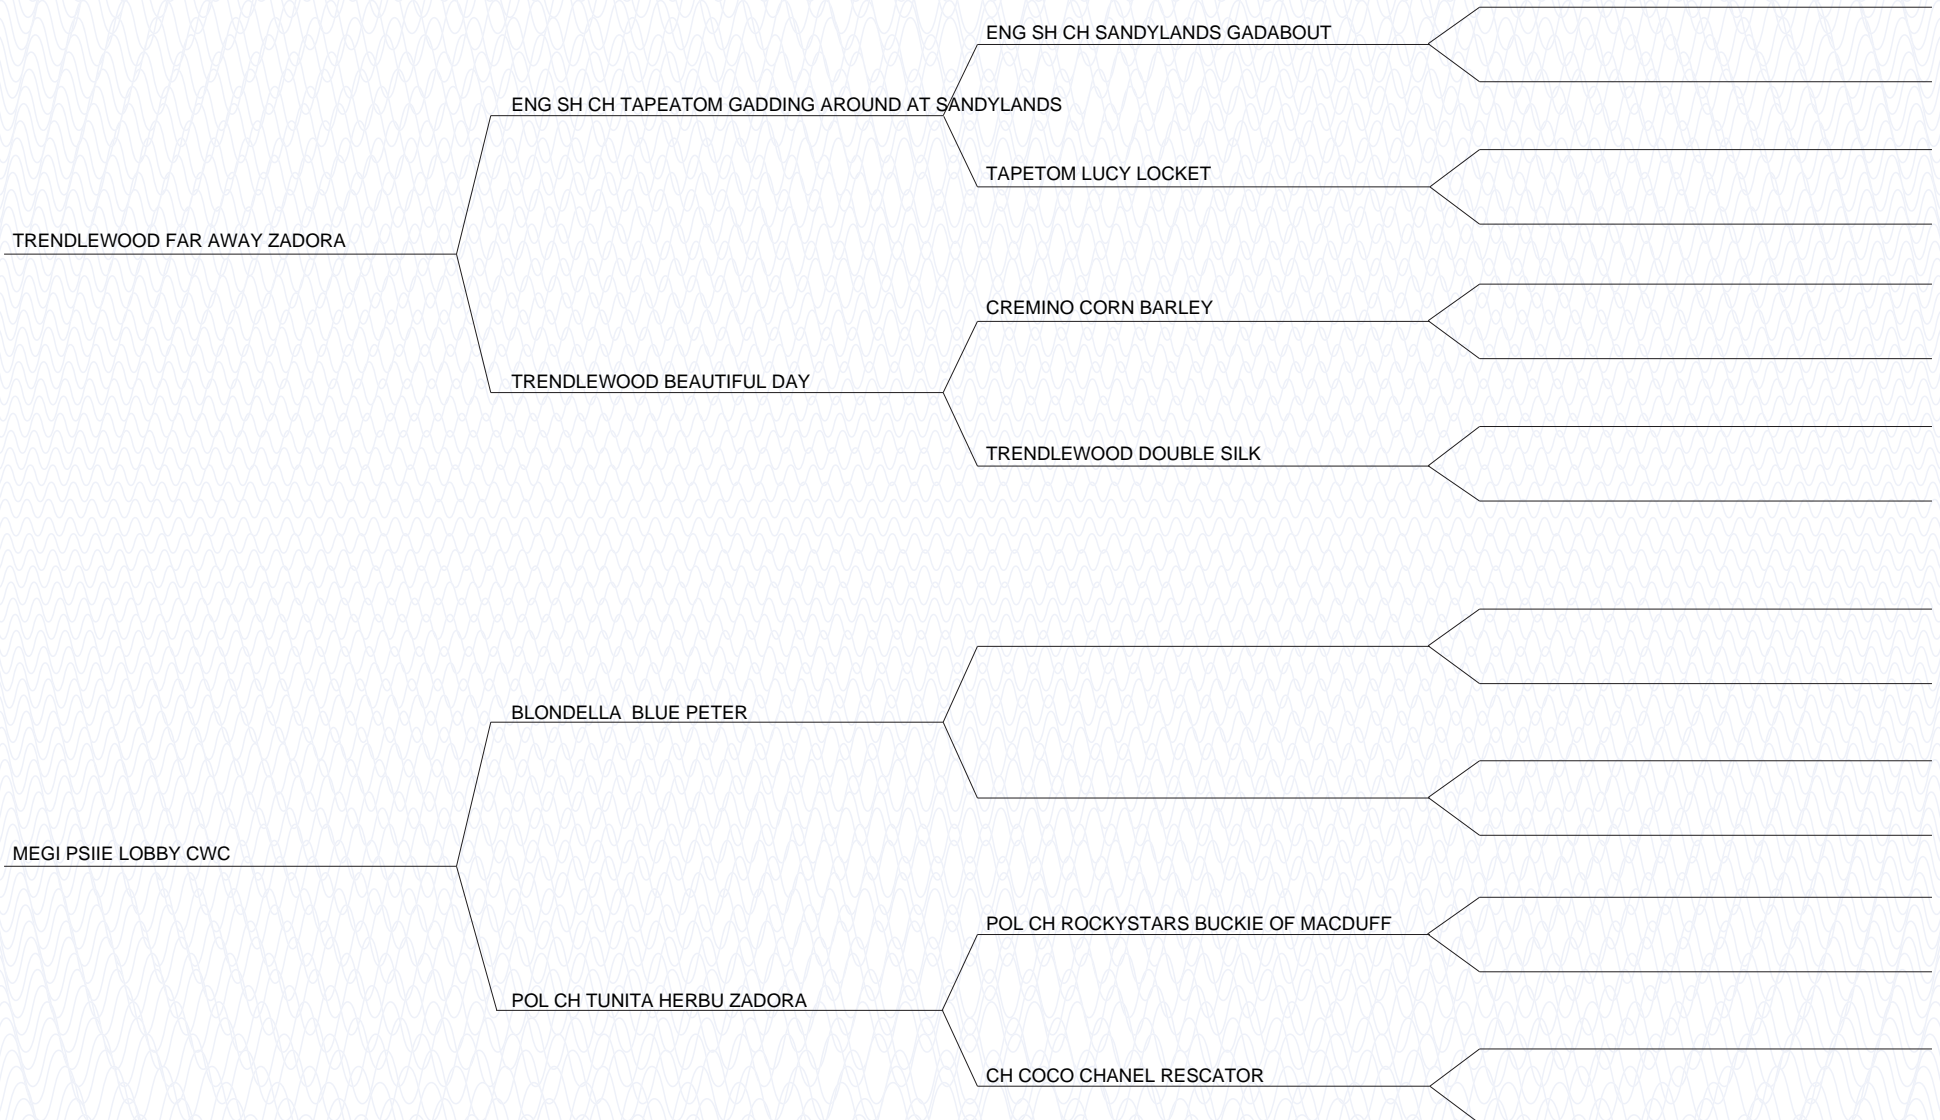 ENG SH CH SANDYLANDS GADABOUT
ENG SH CH TAPEATOM GADDING AROUND AT SANDYLANDS
TAPETOM LUCY LOCKET
TRENDLEWOOD FAR AWAY ZADORA
CREMINO CORN BARLEY
TRENDLEWOOD BEAUTIFUL DAY
TRENDLEWOOD DOUBLE SILK
BLONDELLA  BLUE PETER
MEGI PSIIE LOBBY CWC
POL CH ROCKYSTARS BUCKIE OF MACDUFF
POL CH TUNITA HERBU ZADORA
CH COCO CHANEL RESCATOR